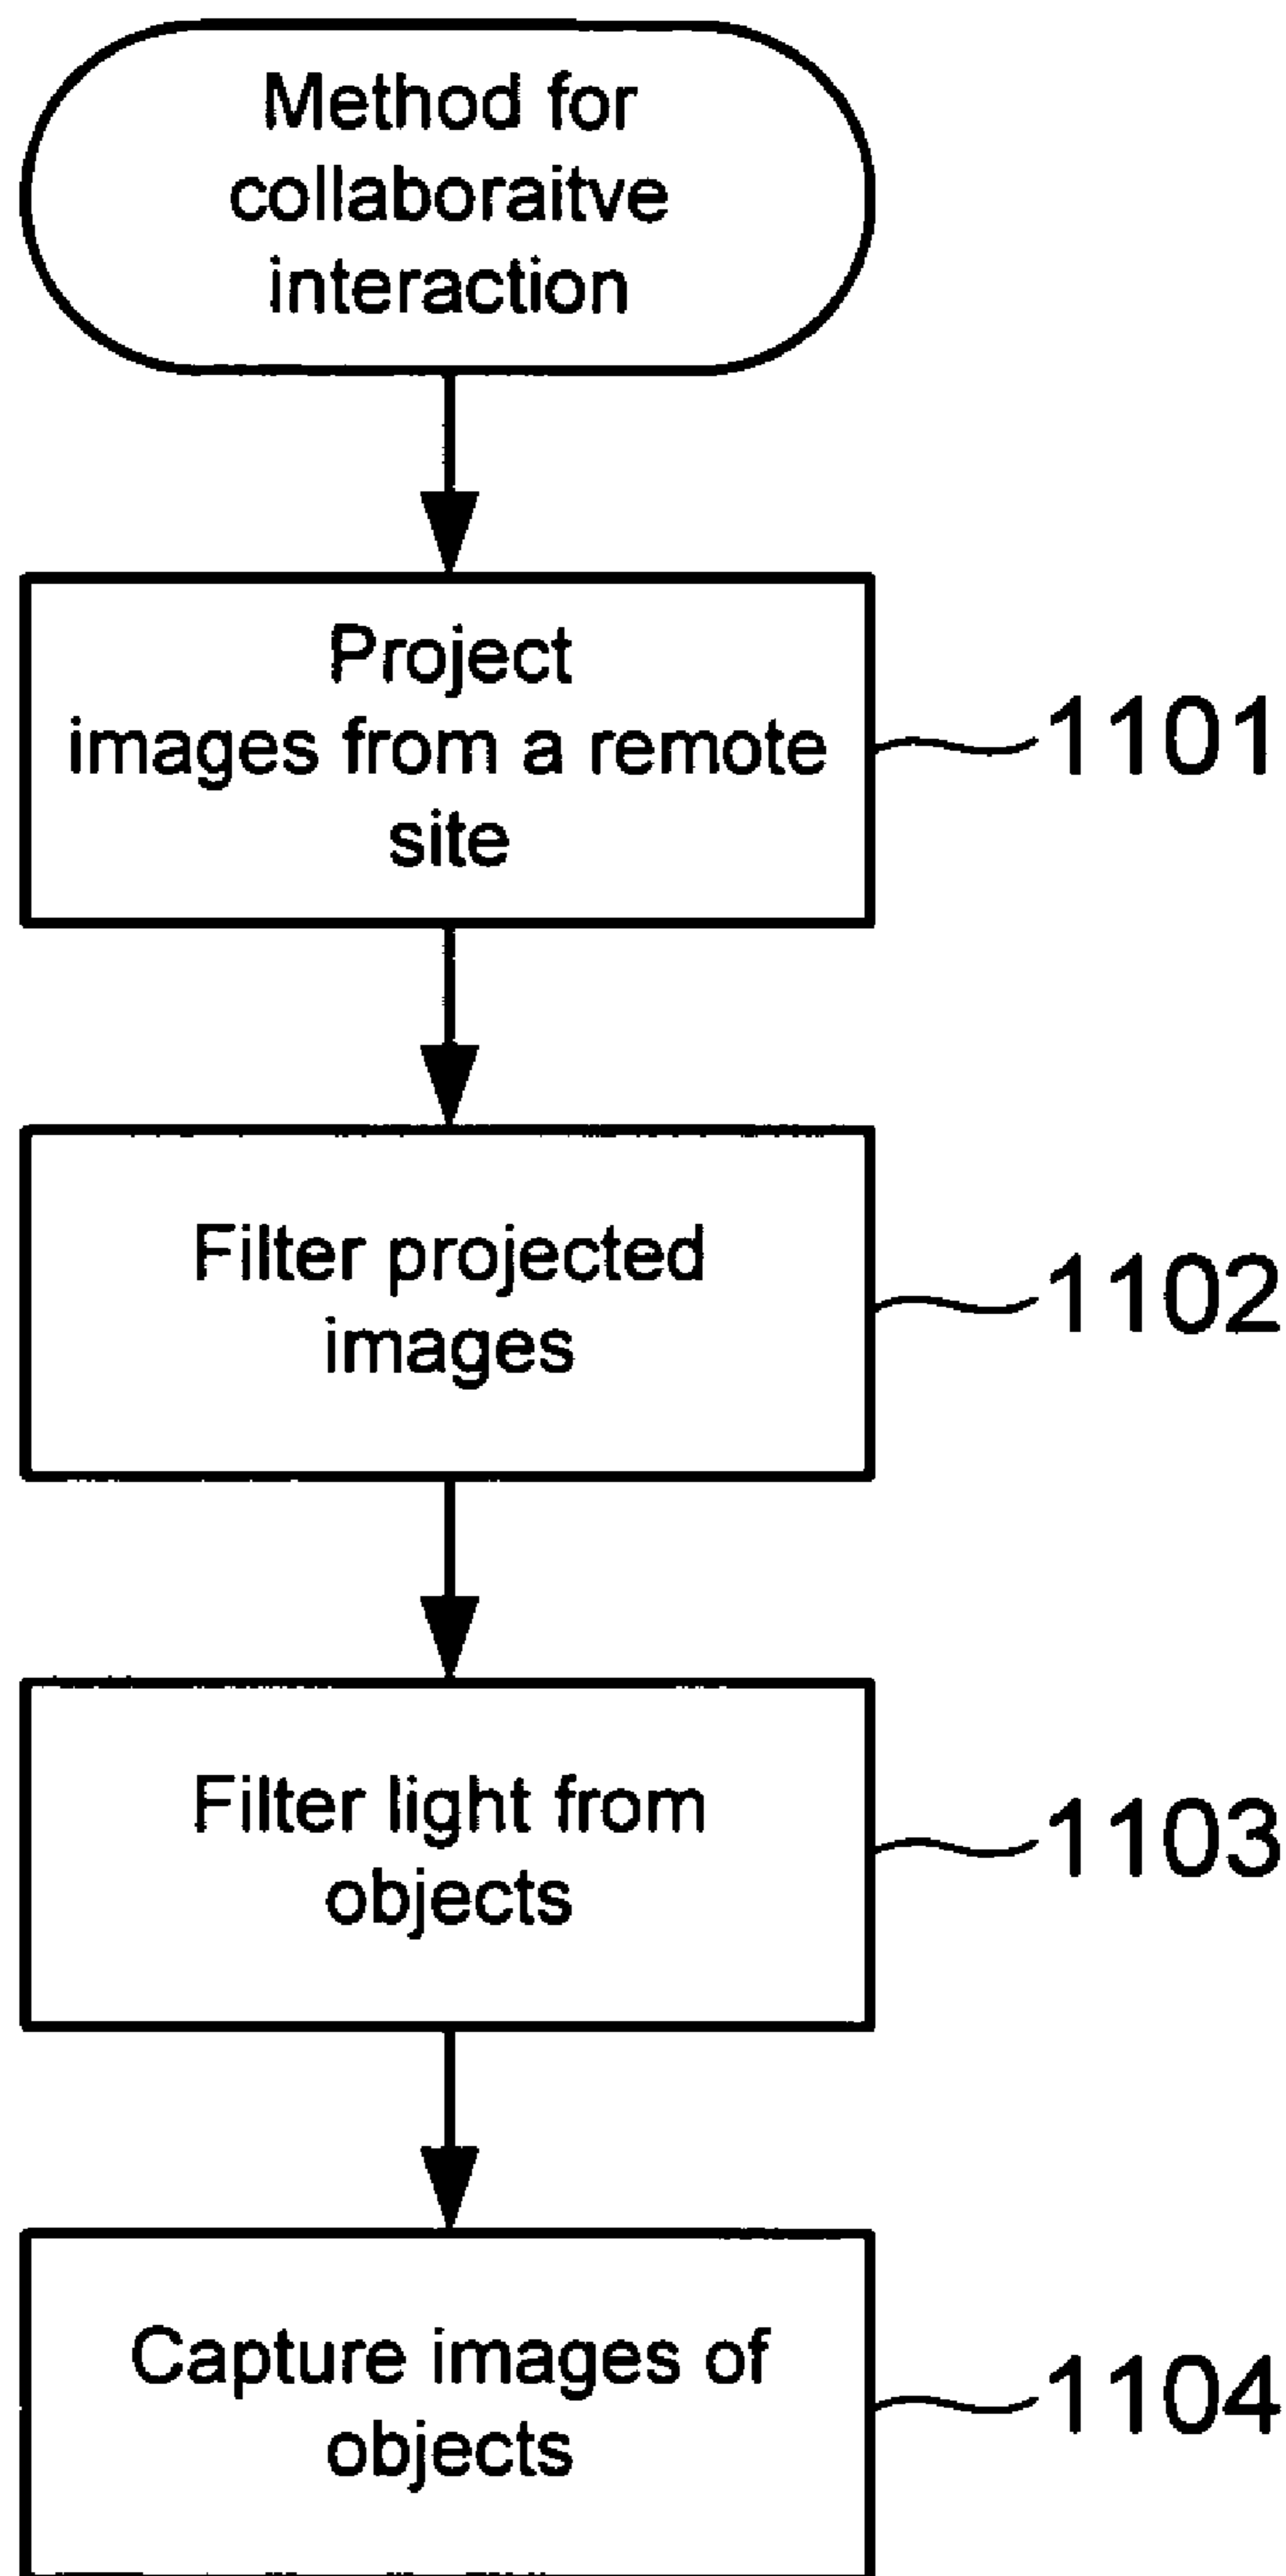 Method for
collaboraitve
interaction
Project
images from a remote
site
1101
Filter projected
images
1102
Filter light from
objects
1103
Capture images of
objects
1104